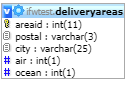 ifwtest.deliveryareas
areaid : int(11)
postal : varchar(3)
city : varchar(25)
air : int(1)
ocean : int(1)